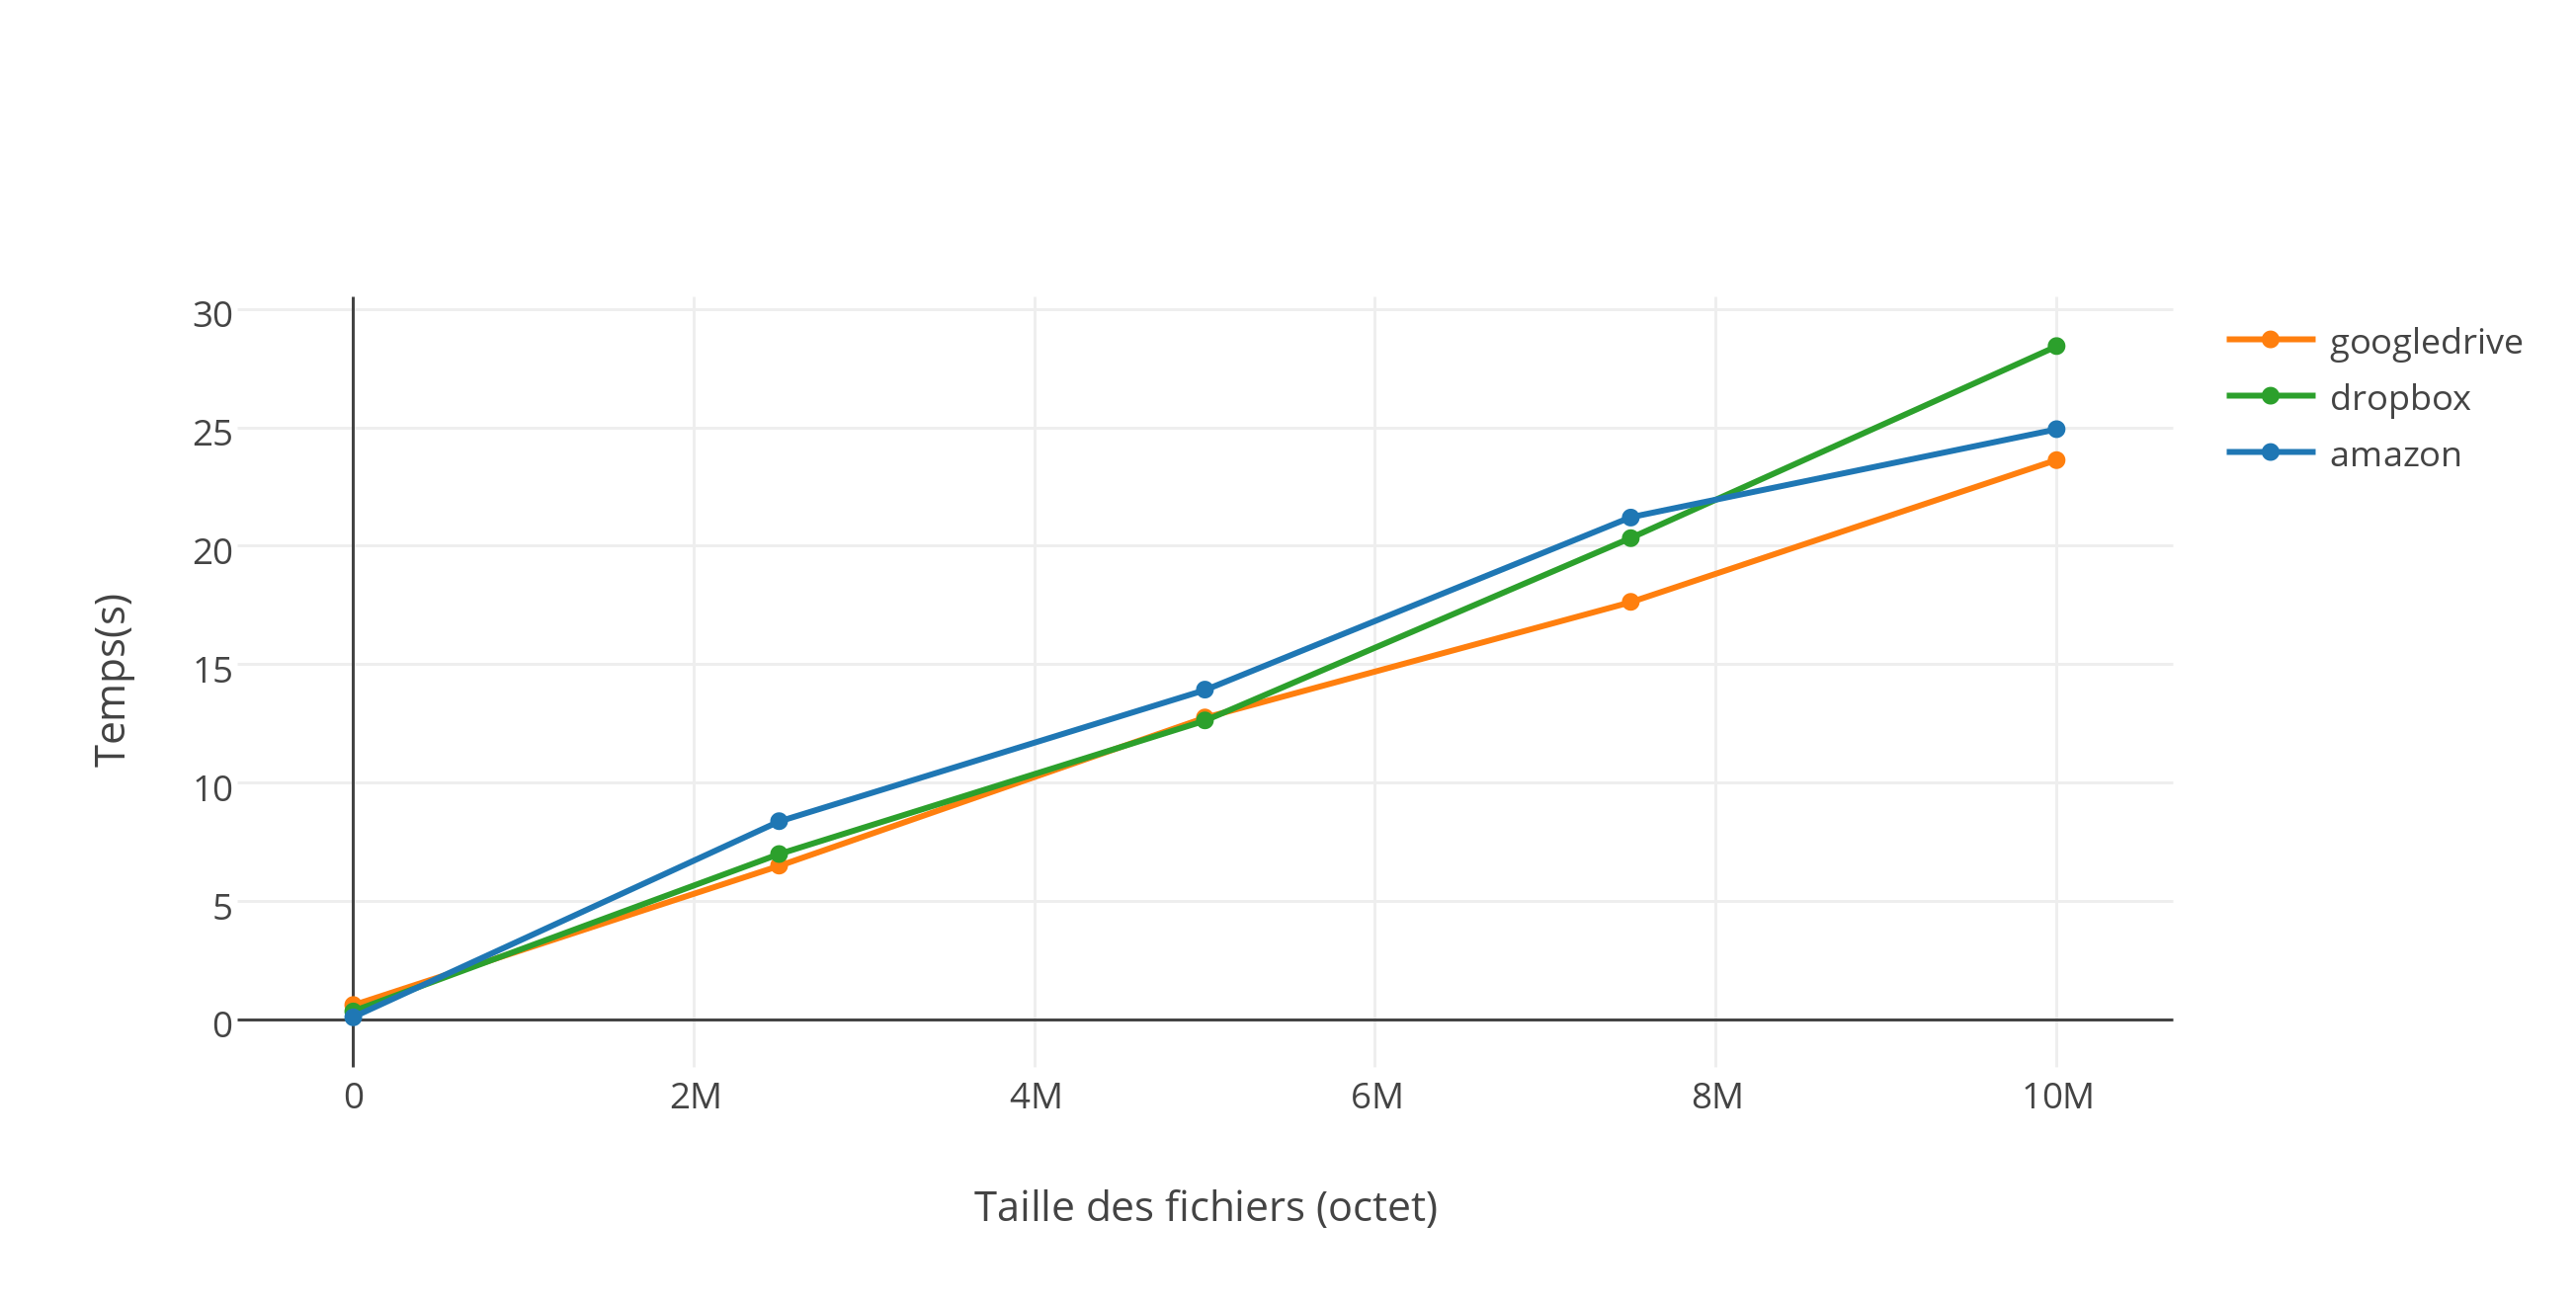 30
25
20
15
10
5
0
Temps(s)
0 2M 4M 6M 8M 10M
Taille des fichiers (octet)
googledrive
dropbox
amazon